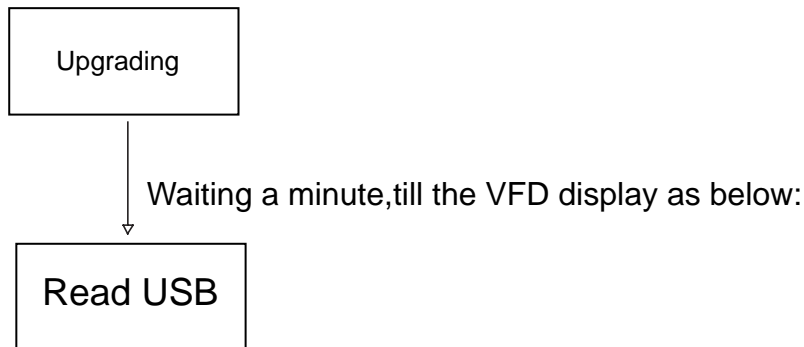 Upgrading
Waiting a minute,till the VFD display as below:
Read USB